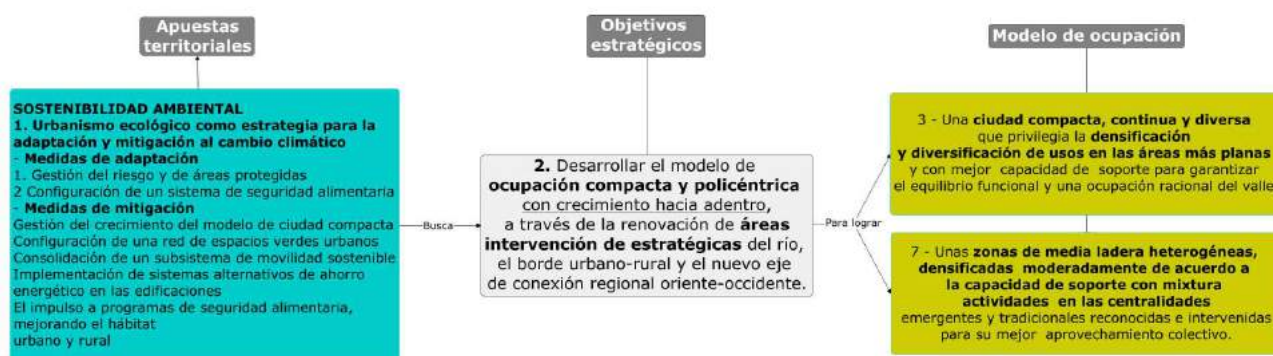 Apuestas
territoriales
Objetivos
estratégicos
Modelo de ocupación
SOSTENIBILIDAD AMBIENTAL
1. Urbanismo ecológico como estrategia para la
adaptación y mitigación al cambio climático
- Medidas de adaptación
1. Gestión del riesgo y de áreas protegidas
2 Configuración de un sistema de seguridad alimentaria
- Medidas de mitigación
Gestión del crecimiento del modelo de ciudad compacta
Configuración de una red de espacios verdes urbanos
Consolidación de un subsistema de movilidad sostenible
Implementación de sistemas alternativos de ahorro
energético en las edificaciones
El impulso a programas de seguridad alimentaria,
mejorando el hábitat
urbano y rural
Busca
2. Desarrollar el modelo de
ocupación compacta y policéntrica
con crecimiento hacia adentro,
a través de la renovación de áreas
intervención de estratégicas del río,
el borde urbano-rural y el nuevo eje
de conexión regional oriente-occidente.
Para lograr
3 - Una ciudad compacta, continua y diversa
que privilegia la densificación
y diversificación de usos en las áreas más planas
y con mejor capacidad de soporte para garantizar
el equilibrio funcional y una ocupación racional del valle
7 - Unas zonas de media ladera heterogéneas,
densificadas moderadamente de acuerdo a
la capacidad de soporte con mixtura
actividades en las centralidades
emergentes y tradicionales reconocidas e intervenidas
para su mejor aprovechamiento colectivo.